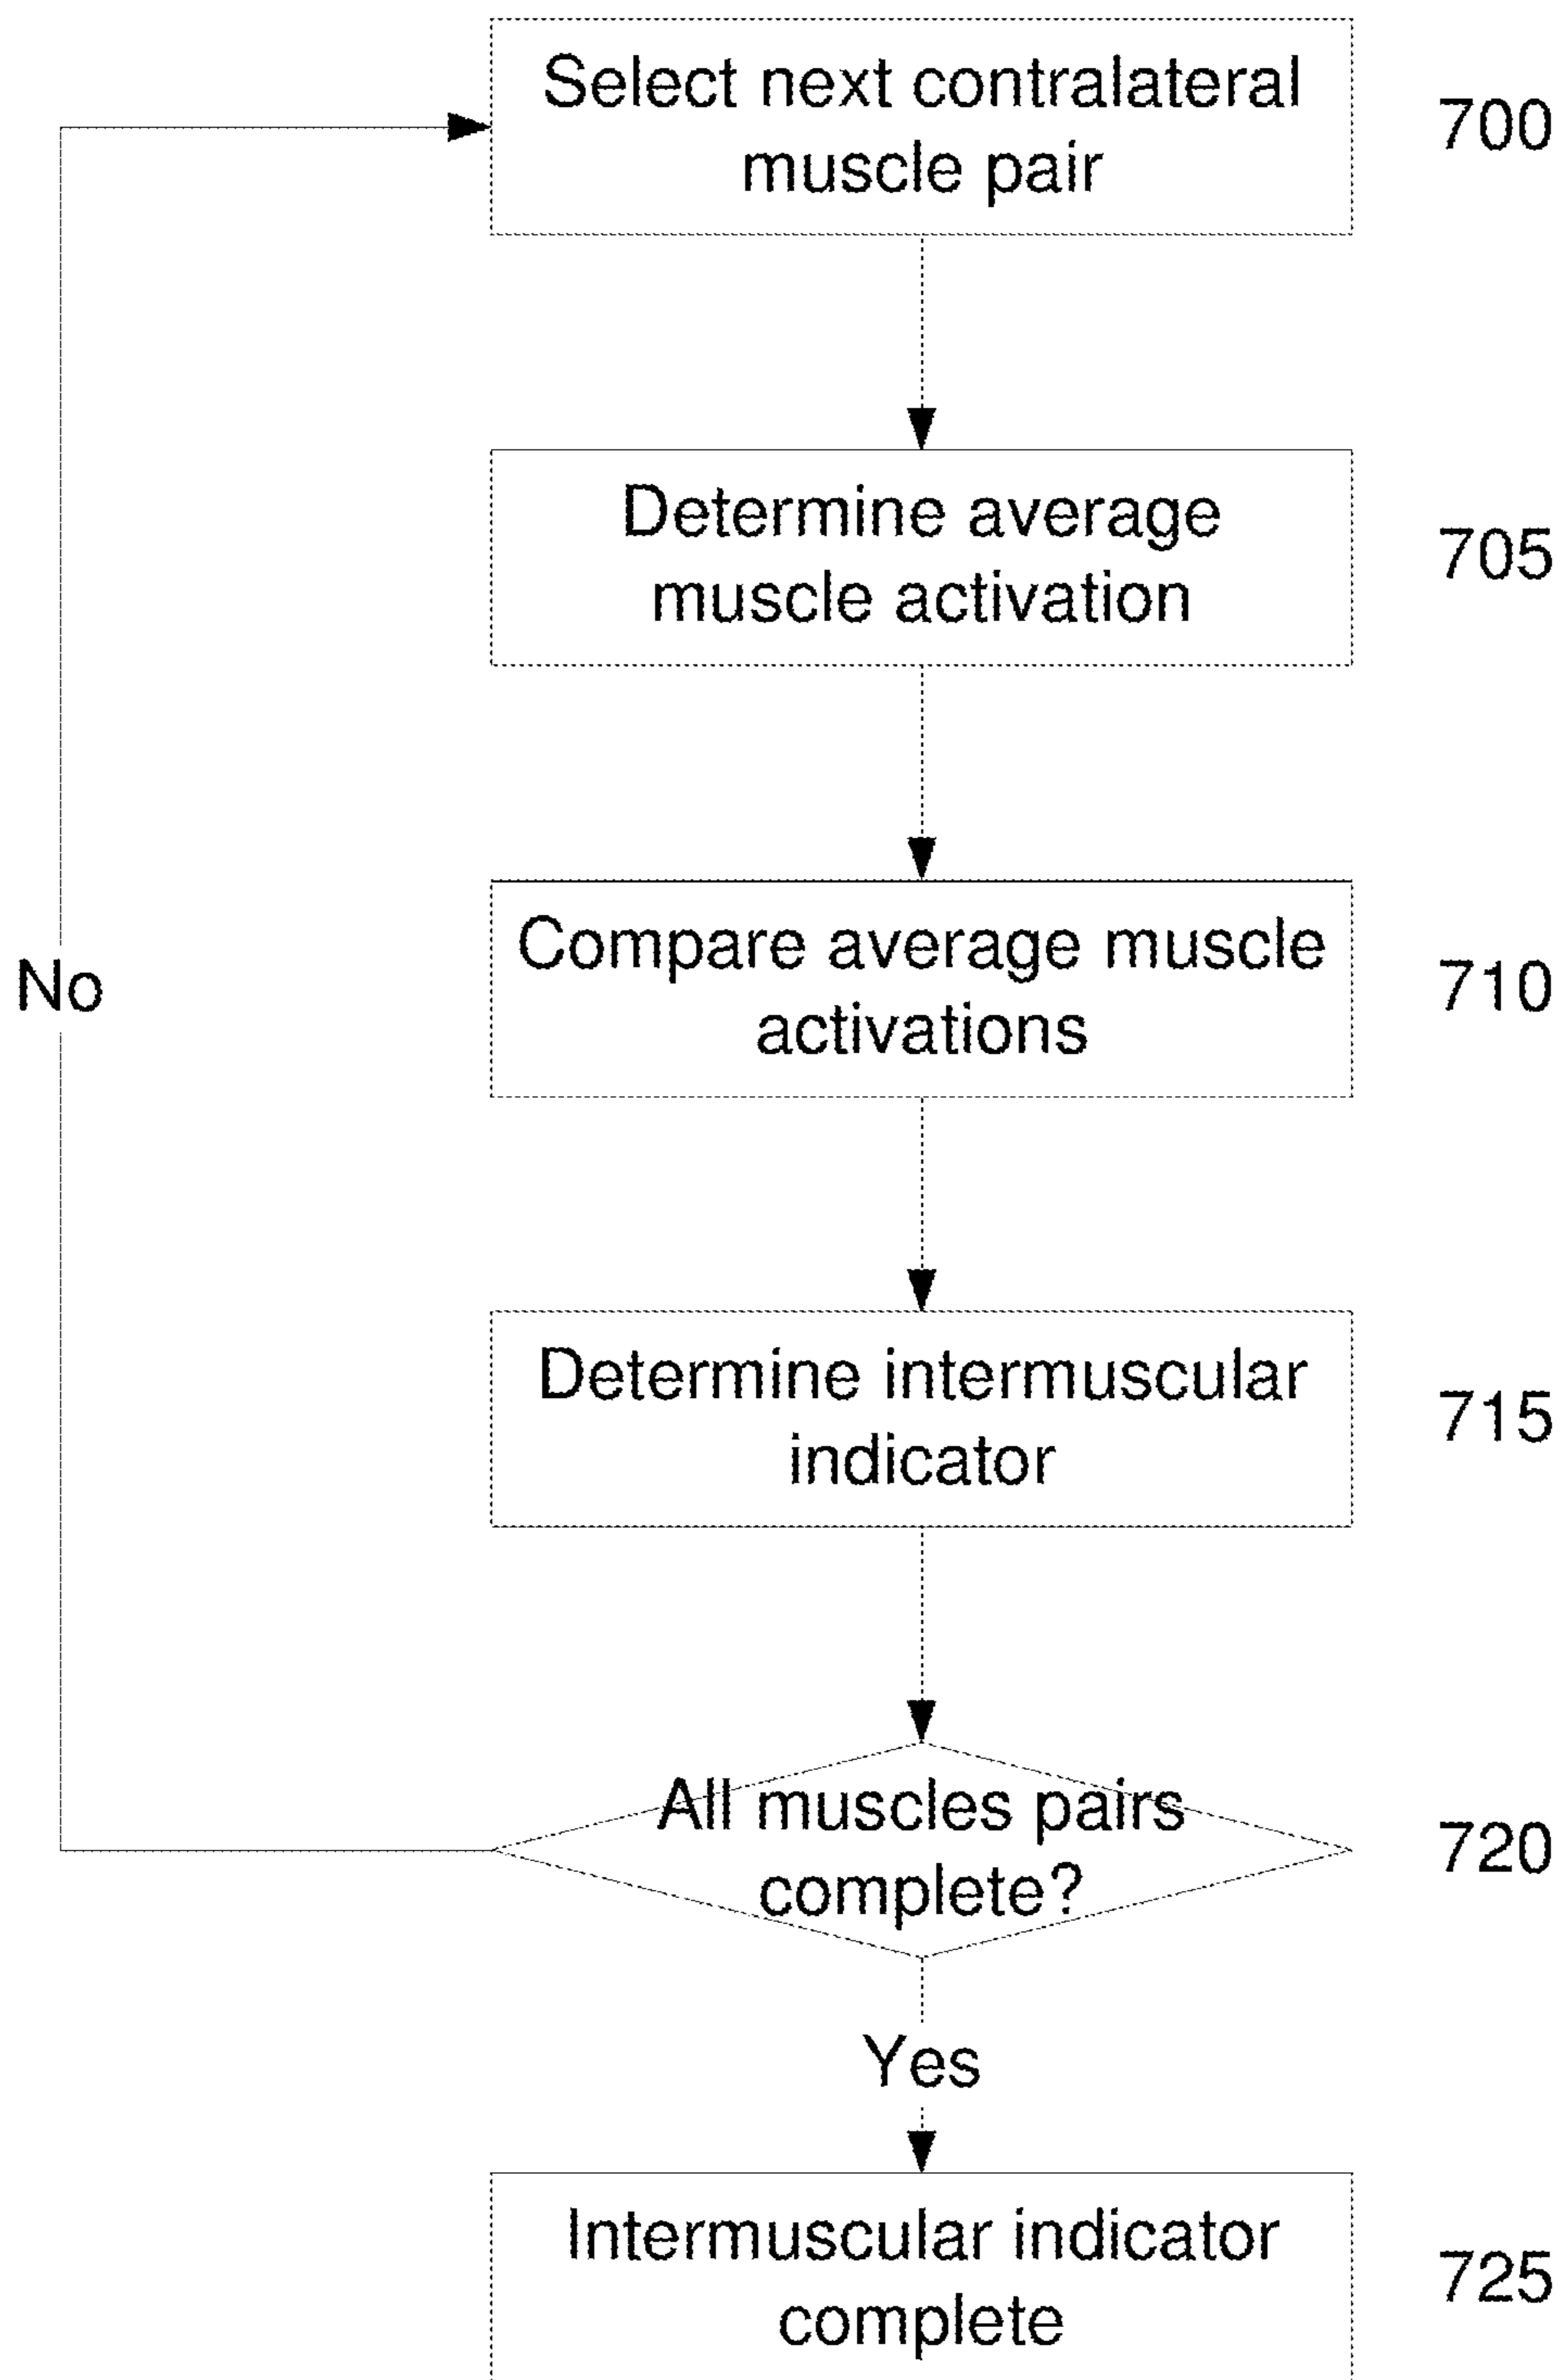 Select next contralateral
muscle pair
700
Determine average
muscle activation
705
Compare average muscle
activations
710
No
Determine intermuscular
indicator
715
All muscles pairs
complete?
720
Yes
Intermuscular indicator
complete
725